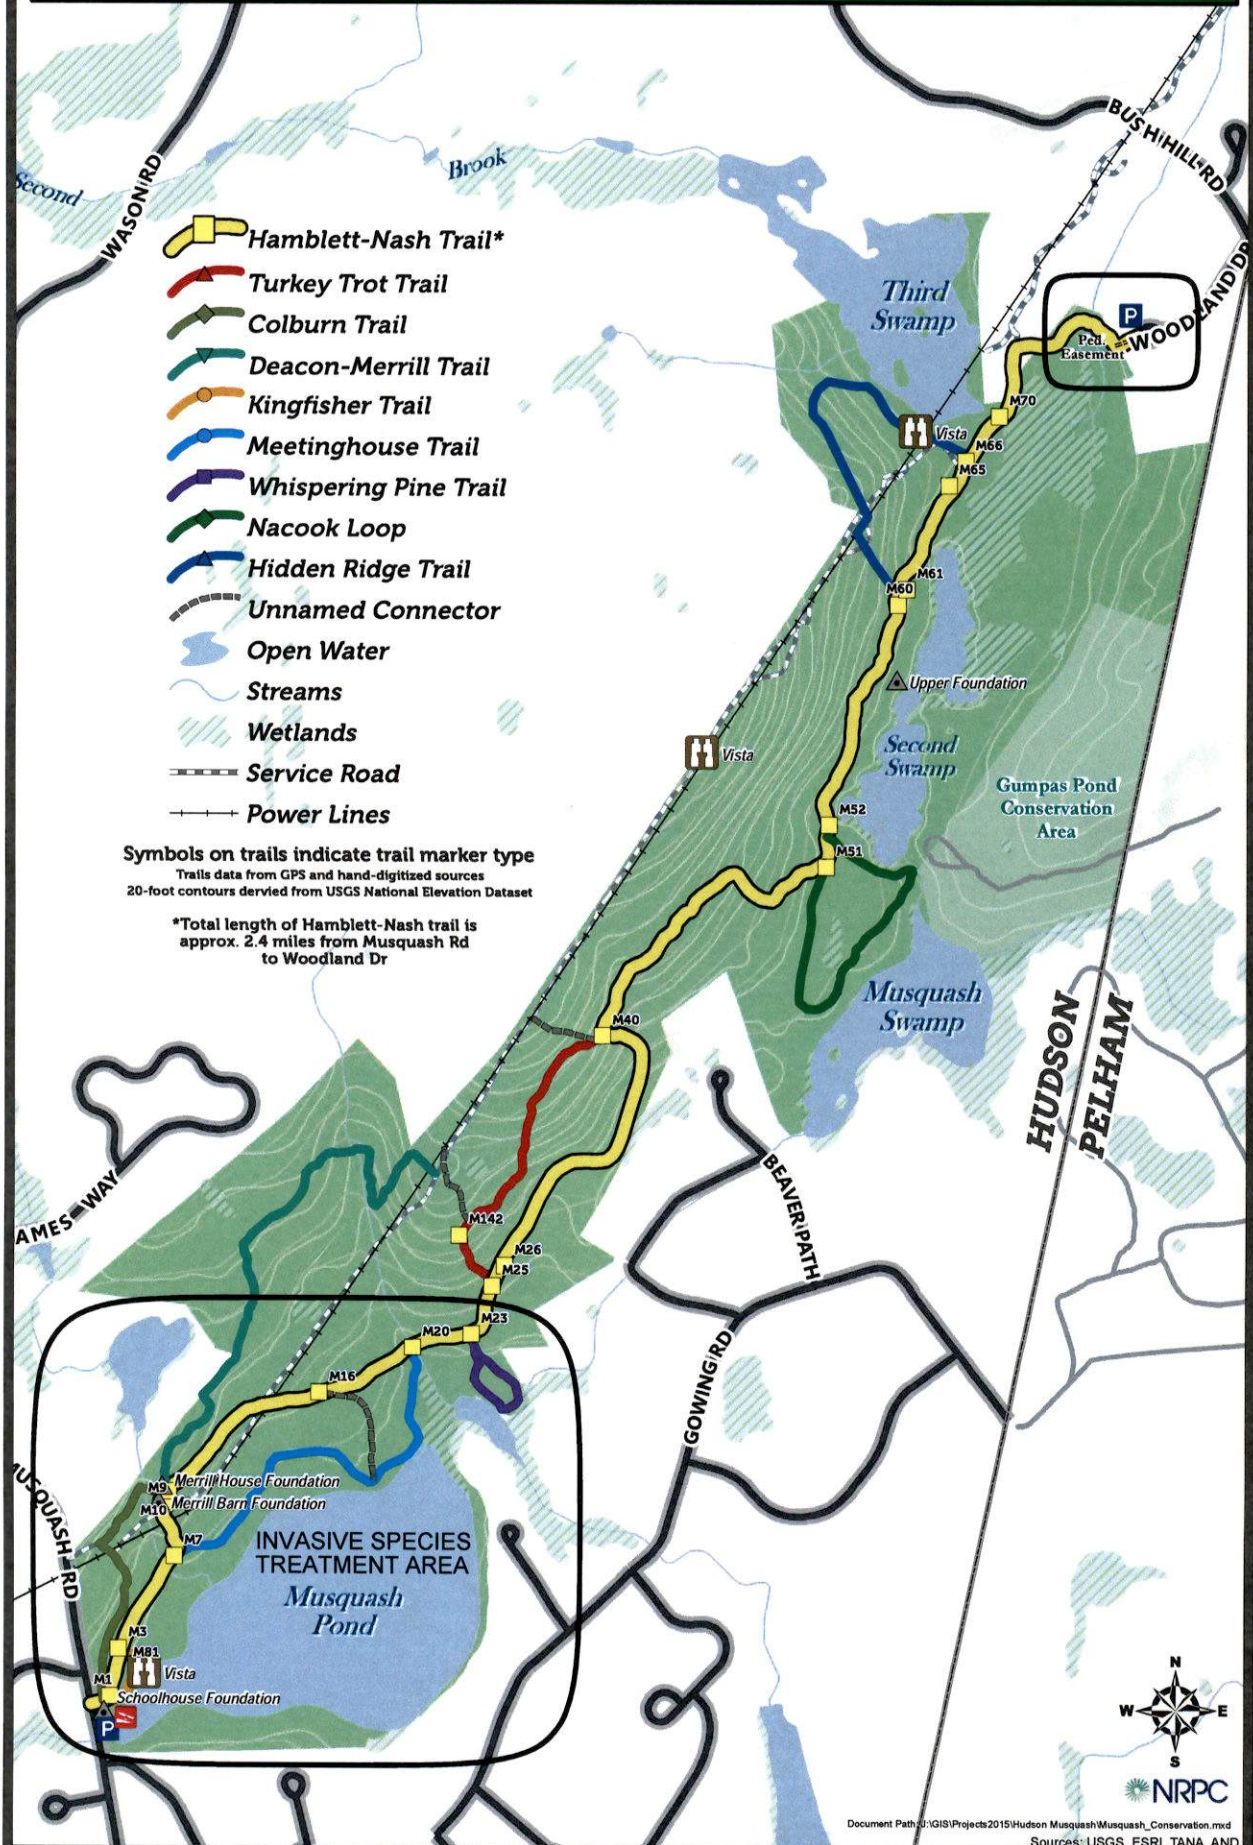 BUSH HILL RD
WASON RD
Second
Brook
Hamblett-Nash Trail*
Turkey Trot Trail
Colburn Trail
Deacon-Merrill Trail
Kingfisher Trail
Meetinghouse Trail
Whispering Pine Trail
Nacook Loop
Hidden Ridge Trail
Unnamed Connector
Open Water
Streams
Wetlands
Service Road
Power Lines
Symbols on trails indicate trail marker type
Trails data from GPS and hand-digitized sources
20-foot contours dervied from USGS National Elevation Dataset
*Total length of Hamblett-Nash trail is
approx. 2.4 miles from Musquash Rd
to Woodland Dr
Third
Swamp
P
WOODLAND DR
Ped.
Easement
M70
Vista
M66
M65
M61
M60
Upper Foundation
Second
Swamp
Vista
Gumpas Pond
Conservation
Area
M52
M51
Musquash
Swamp
HUDSON
PELHAM
M40
BEAVER PATH
AMES WAY
M142
M26
M25
M23
M20
M16
GOWING RD
MUSQUASH RD
M9
Merrill House Foundation
M10
Merrill Barn Foundation
M7
INVASIVE SPECIES
TREATMENT AREA
Musquash
Pond
M3
M81
Vista
M1
Schoolhouse Foundation
P
N
W
E
S
NRPC
Document Path: J:\GIS\Projects2015\Hudson Musquash\Musquash_Conservation.mxd
Sources: USGS, ESRI, TANA, AND